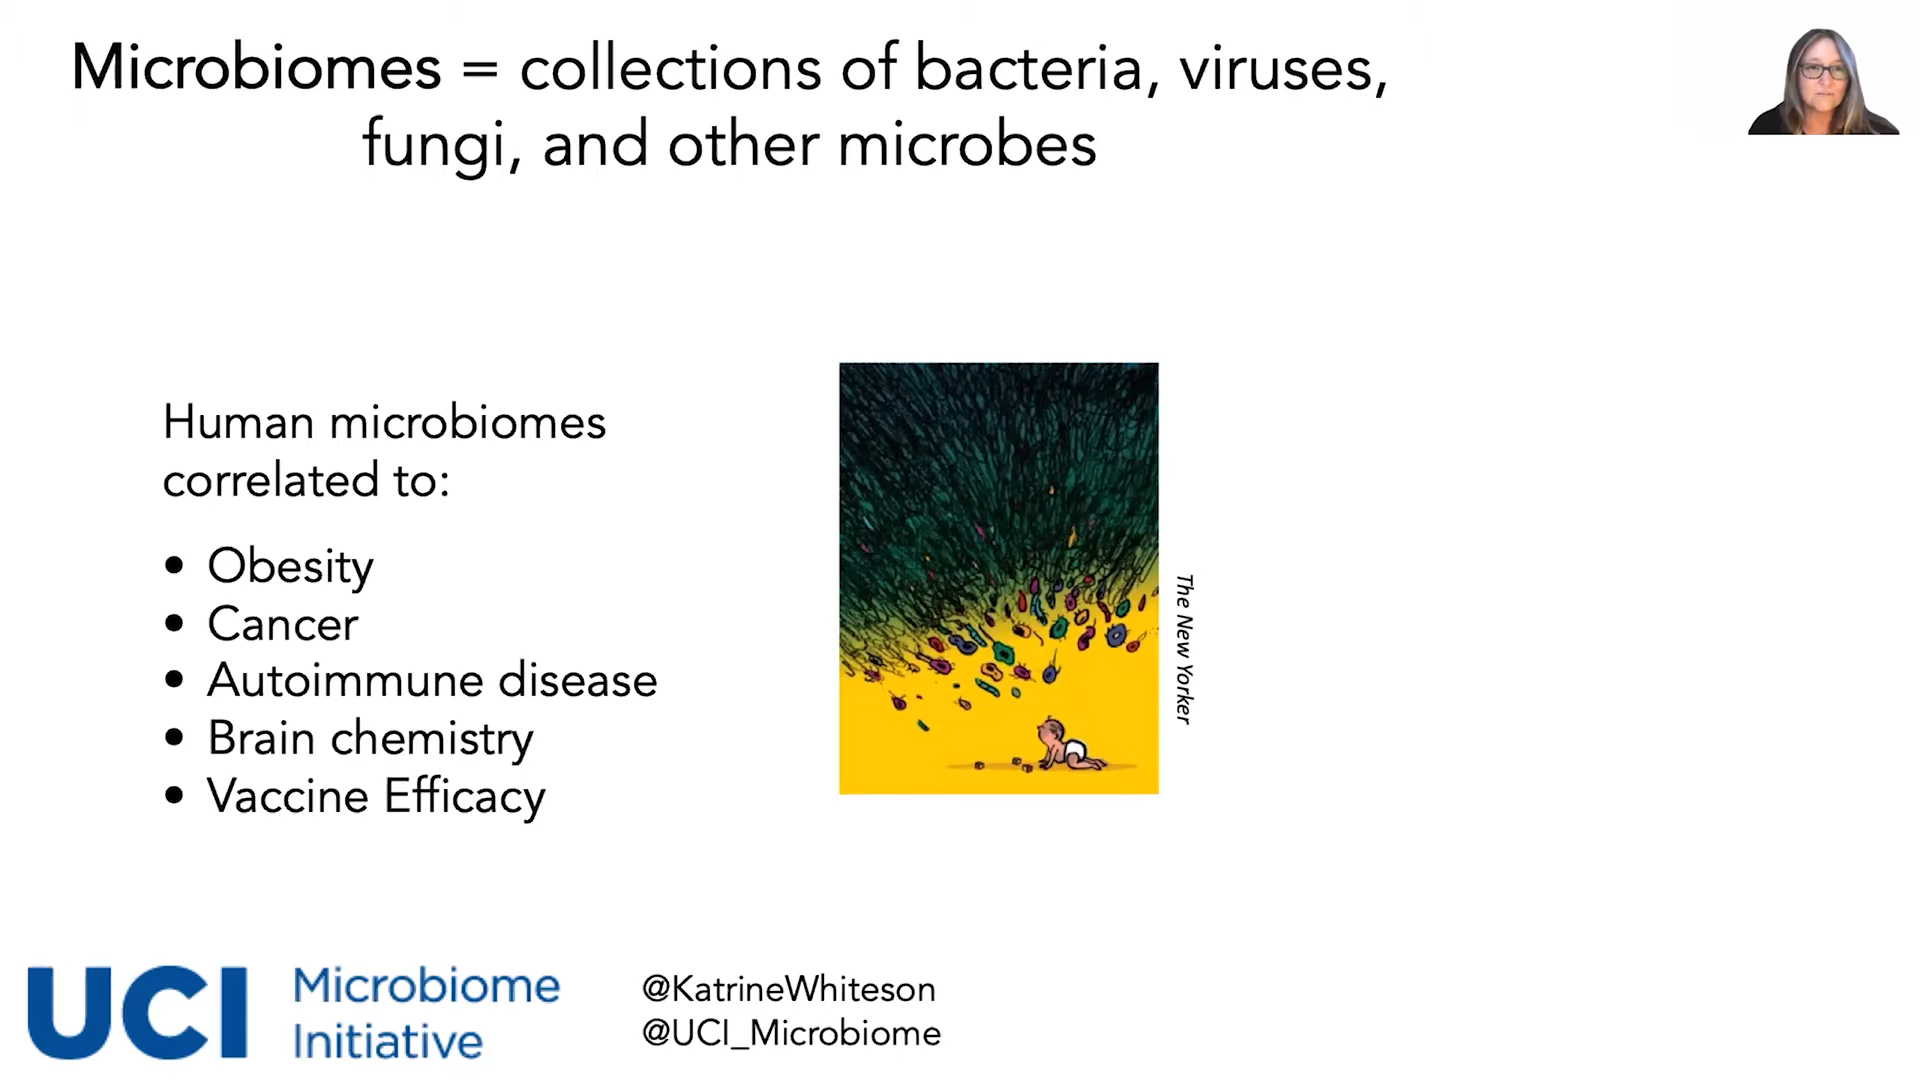 Microbiomes = collections of bacteria, viruses,
fungi, and other microbes
Human microbiomes
correlated to:
• Obesity
• Cancer
• Autoimmune disease
• Brain chemistry
• Vaccine Efficacy
The New Yorker
UCI Microbiome
Initiative
@KatrineWhiteson
@UCI_Microbiome